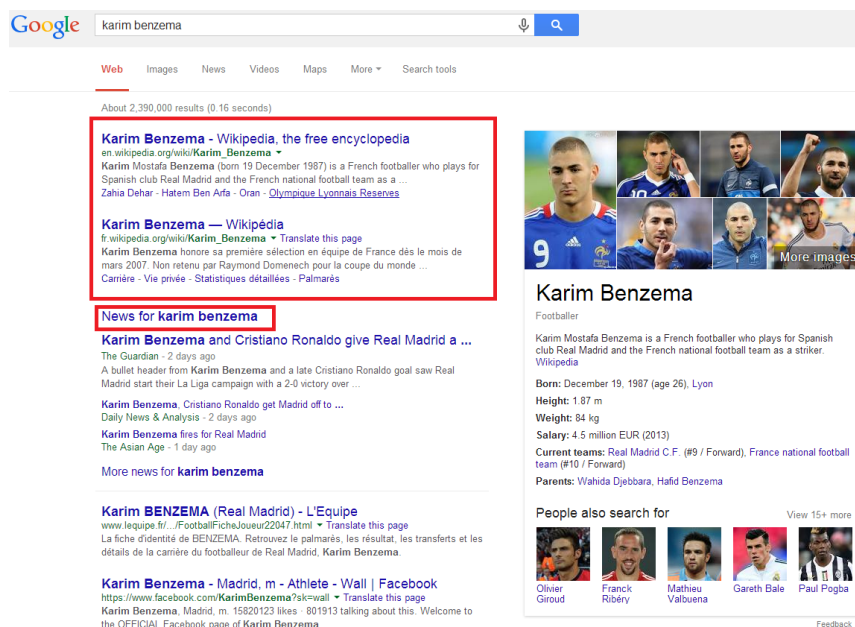 Google
karim benzema
Web Images News Videos Maps More Search tools
About 2,390,000 results (0.16 seconds)
Karim Benzema - Wikipedia, the free encyclopedia
en.wikipedia.org/wiki/Karim_Benzema
Karim Mostafa Benzema (born 19 December 1987) is a French footballer who plays for
Spanish club Real Madrid and the French national football team as a ...
Zahia Dehar - Hatem Ben Arfa - Oran - Olympique Lyonnais Reserves
Karim Benzema — Wikipédia
fr.wikipedia.org/wiki/Karim_Benzema Translate this page
Karim Benzema honore sa première sélection en équipe de France dès le mois de
mars 2007. Non retenu par Raymond Domenech pour la coupe du monde ...
Carrière - Vie privée - Statistiques détaillées - Palmarès
News for karim benzema
Karim Benzema and Cristiano Ronaldo give Real Madrid a ...
The Guardian - 2 days ago
A bullet header from Karim Benzema and a late Cristiano Ronaldo goal saw Real
Madrid start their La Liga campaign with a 2-0 victory over ...
Karim Benzema, Cristiano Ronaldo get Madrid off to ...
Daily News & Analysis - 2 days ago
Karim Benzema fires for Real Madrid
The Asian Age - 1 day ago
More news for karim benzema
Karim BENZEMA (Real Madrid) - L'Equipe
www.lequipe.fr/.../FootballFicheJoueur22047.html Translate this page
La fiche d'identité de BENZEMA. Retrouvez le palmarès, les résultat, les transferts et les
détails de la carrière du footballeur de Real Madrid, Karim Benzema.
Karim Benzema - Madrid, m - Athlete - Wall | Facebook
https://www.facebook.com/KarimBenzema?sk=wall Translate this page
Karim Benzema, Madrid, m. 15820123 likes · 801913 talking about this. Welcome to
the OFFICIAL Facebook page of Karim Benzema
9
10
More images
Karim Benzema
Footballer
Karim Mostafa Benzema is a French footballer who plays for Spanish
club Real Madrid and the French national football team as a striker.
Wikipedia
Born: December 19, 1987 (age 26), Lyon
Height: 1.87 m
Weight: 84 kg
Salary: 4.5 million EUR (2013)
Current teams: Real Madrid C.F. (#9 / Forward), France national football
team (#10 / Forward)
Parents: Wahida Djebbara, Hafid Benzema
People also search for View 15+ more
Olivier Giroud
Franck Ribéry
Mathieu Valbuena
Gareth Bale
Paul Pogba
Feedback